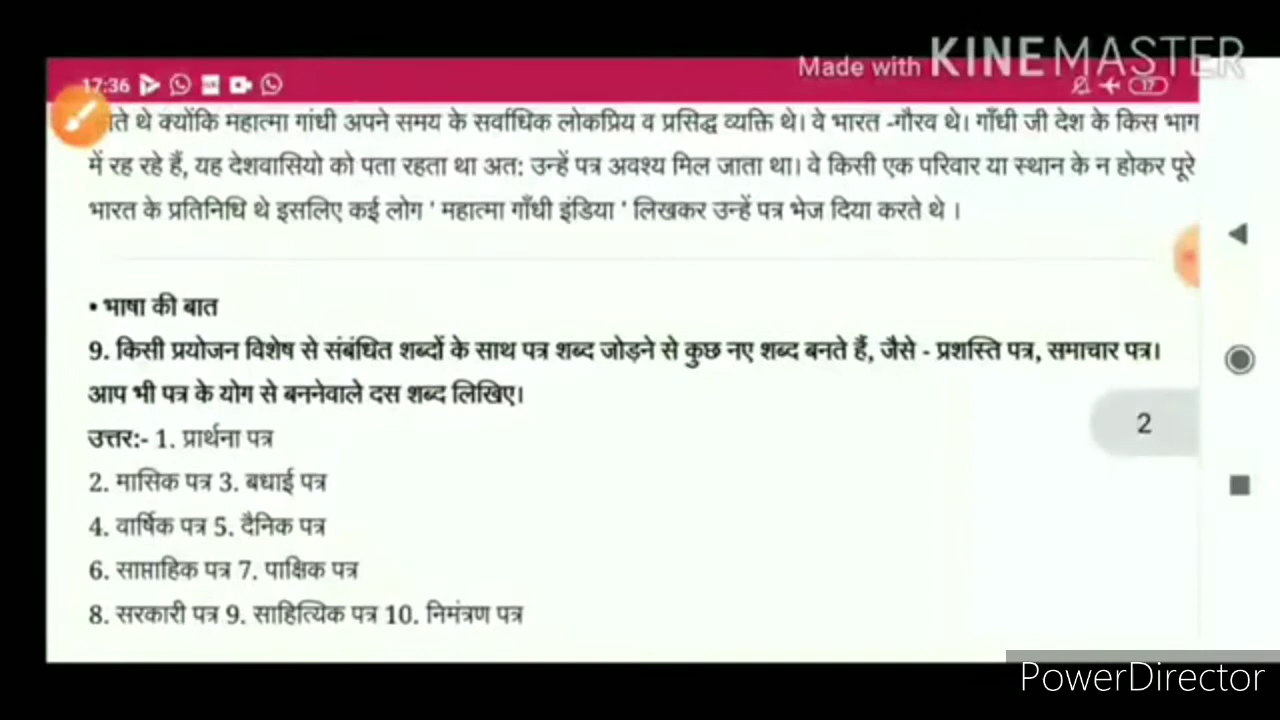 Made with KINEMASTER
17:36
17
ते थे क्योंकि महात्मा गांधी अपने समय के सर्वाधिक लोकप्रिय व प्रसिद्ध व्यक्ति थे। वे भारत -गौरव थे। गाँधी जी देश के किस भाग
में रह रहे हैं, यह देशवासियो को पता रहता था अत: उन्हें पत्र अवश्य मिल जाता था। वे किसी एक परिवार या स्थान के न होकर पूरे
भारत के प्रतिनिधि थे इसलिए कई लोग ' महात्मा गाँधी इंडिया ' लिखकर उन्हें पत्र भेज दिया करते थे ।
• भाषा की बात
9. किसी प्रयोजन विशेष से संबंधित शब्दों के साथ पत्र शब्द जोड़ने से कुछ नए शब्द बनते हैं, जैसे - प्रशस्ति पत्र, समाचार पत्र।
आप भी पत्र के योग से बननेवाले दस शब्द लिखिए।
2
उत्तर:- 1. प्रार्थना पत्र
2. मासिक पत्र 3. बधाई पत्र
4. वार्षिक पत्र 5. दैनिक पत्र
6. साप्ताहिक पत्र 7. पाक्षिक पत्र
8. सरकारी पत्र 9. साहित्यिक पत्र 10. निमंत्रण पत्र
PowerDirector